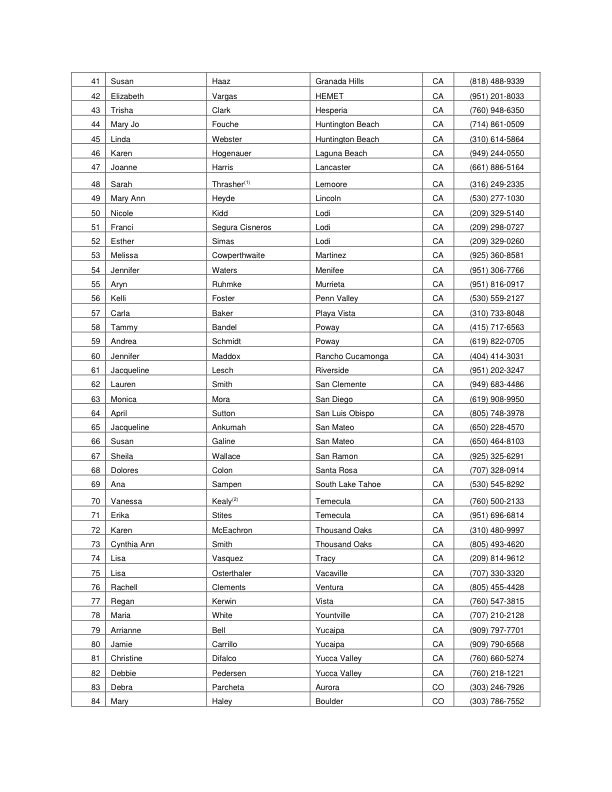 41 Susan Haaz Granada Hills CA (818) 488-9339
42 Elizabeth Vargas HEMET CA (951) 201-8033
43 Trisha Clark Hesperia CA (760) 948-6350
44 Mary Jo Fouche Huntington Beach CA (714) 861-0509
45 Linda Webster Huntington Beach CA (310) 614-5864
46 Karen Hogenauer Laguna Beach CA (949) 244-0550
47 Joanne Harris Lancaster CA (661) 886-5164
48 Sarah Thrasher(1) Lemoore CA (316) 249-2335
49 Mary Ann Heyde Lincoln CA (530) 277-1030
50 Nicole Kidd Lodi CA (209) 329-5140
51 Franci Segura Cisneros Lodi CA (209) 298-0727
52 Esther Simas Lodi CA (209) 329-0260
53 Melissa Cowperthwaite Martinez CA (925) 360-8581
54 Jennifer Waters Menifee CA (951) 306-7766
55 Aryn Ruhmke Murrieta CA (951) 816-0917
56 Kelli Foster Penn Valley CA (530) 559-2127
57 Carla Baker Playa Vista CA (310) 733-8048
58 Tammy Bandel Poway CA (415) 717-6563
59 Andrea Schmidt Poway CA (619) 822-0705
60 Jennifer Maddox Rancho Cucamonga CA (404) 414-3031
61 Jacqueline Lesch Riverside CA (951) 202-3247
62 Lauren Smith San Clemente CA (949) 683-4486
63 Monica Mora San Diego CA (619) 908-9950
64 April Sutton San Luis Obispo CA (805) 748-3978
65 Jacqueline Ankumah San Mateo CA (650) 228-4570
66 Susan Galine San Mateo CA (650) 464-8103
67 Sheila Wallace San Ramon CA (925) 325-6291
68 Dolores Colon Santa Rosa CA (707) 328-0914
69 Ana Sampen South Lake Tahoe CA (530) 545-8292
70 Vanessa Kealy(2) Temecula CA (760) 500-2133
71 Erika Stites Temecula CA (951) 696-6814
72 Karen McEachron Thousand Oaks CA (310) 480-9997
73 Cynthia Ann Smith Thousand Oaks CA (805) 493-4620
74 Lisa Vasquez Tracy CA (209) 814-9612
75 Lisa Osterthaler Vacaville CA (707) 330-3320
76 Rachell Clements Ventura CA (805) 455-4428
77 Regan Kerwin Vista CA (760) 547-3815
78 Maria White Yountville CA (707) 210-2128
79 Arrianne Bell Yucaipa CA (909) 797-7701
80 Jamie Carrillo Yucaipa CA (909) 790-6568
81 Christine Difalco Yucca Valley CA (760) 660-5274
82 Debbie Pedersen Yucca Valley CA (760) 218-1221
83 Debra Parcheta Aurora CO (303) 246-7926
84 Mary Haley Boulder CO (303) 786-7552